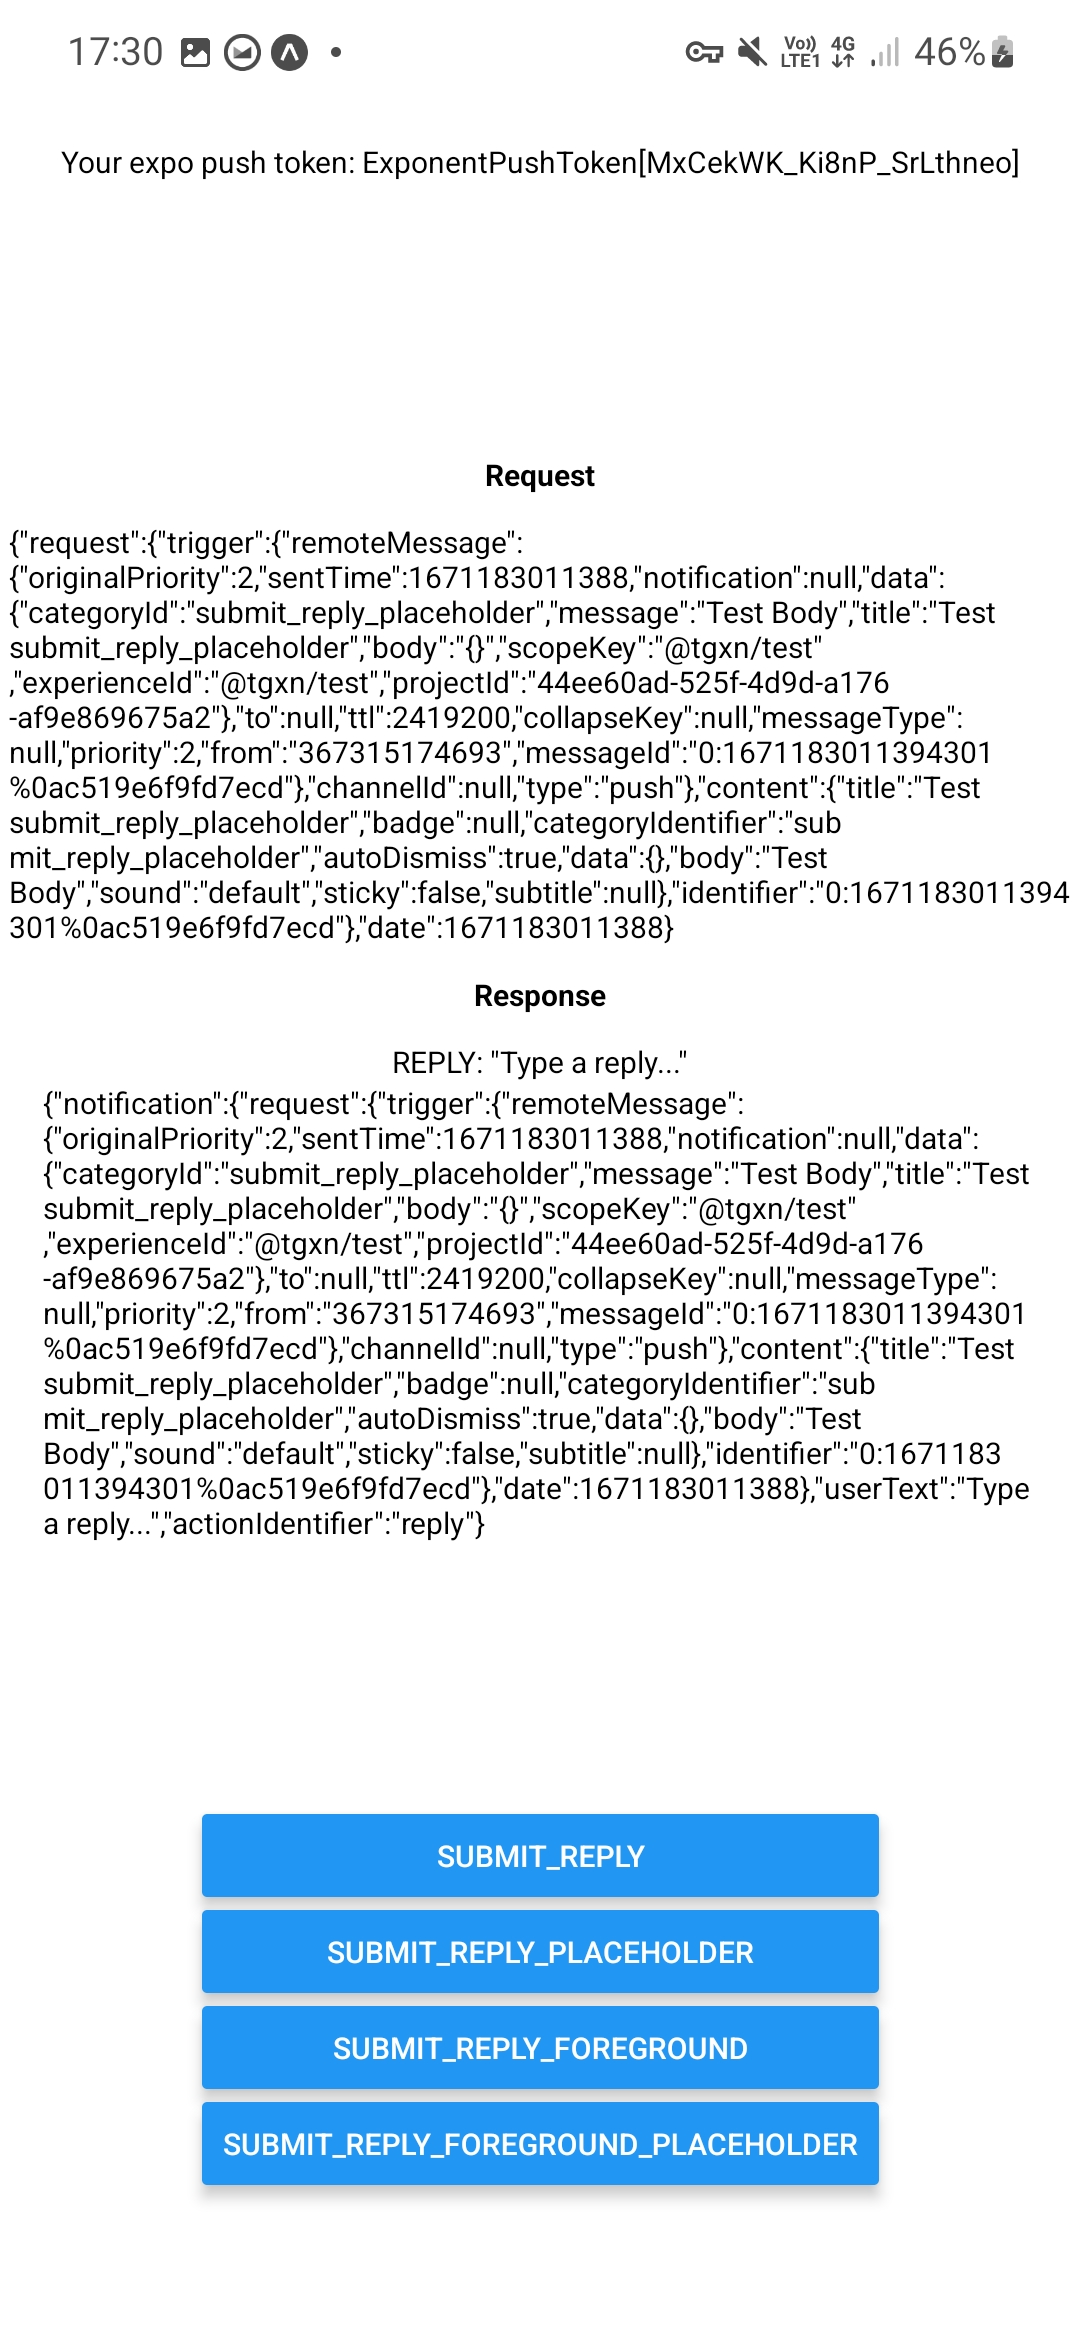 17:30
Vo)) LTE1 4G 46%
Your expo push token: ExponentPushToken[MxCekWK_Ki8nP_SrLthneo]
Request
{"request":{"trigger":{"remoteMessage":
{"originalPriority":2,"sentTime":1671183011388,"notification":null,"data":
{"categoryId":"submit_reply_placeholder","message":"Test Body","title":"Test
submit_reply_placeholder","body":"{}","scopeKey":"@tgxn/test"
,"experienceId":"@tgxn/test","projectId":"44ee60ad-525f-4d9d-a176
-af9e869675a2"},"to":null,"ttl":2419200,"collapseKey":null,"messageType":
null,"priority":2,"from":"367315174693","messageId":"0:1671183011394301
%0ac519e6f9fd7ecd"},"channelId":null,"type":"push"},"content":{"title":"Test
submit_reply_placeholder","badge":null,"categoryIdentifier":"sub
mit_reply_placeholder","autoDismiss":true,"data":{},"body":"Test
Body","sound":"default","sticky":false,"subtitle":null},"identifier":"0:1671183011394
301%0ac519e6f9fd7ecd"},"date":1671183011388}
Response
REPLY: "Type a reply..."
{"notification":{"request":{"trigger":{"remoteMessage":
{"originalPriority":2,"sentTime":1671183011388,"notification":null,"data":
{"categoryId":"submit_reply_placeholder","message":"Test Body","title":"Test
submit_reply_placeholder","body":"{}","scopeKey":"@tgxn/test"
,"experienceId":"@tgxn/test","projectId":"44ee60ad-525f-4d9d-a176
-af9e869675a2"},"to":null,"ttl":2419200,"collapseKey":null,"messageType":
null,"priority":2,"from":"367315174693","messageId":"0:1671183011394301
%0ac519e6f9fd7ecd"},"channelId":null,"type":"push"},"content":{"title":"Test
submit_reply_placeholder","badge":null,"categoryIdentifier":"sub
mit_reply_placeholder","autoDismiss":true,"data":{},"body":"Test
Body","sound":"default","sticky":false,"subtitle":null},"identifier":"0:1671183
011394301%0ac519e6f9fd7ecd"},"date":1671183011388},"userText":"Type
a reply...","actionIdentifier":"reply"}
SUBMIT_REPLY
SUBMIT_REPLY_PLACEHOLDER
SUBMIT_REPLY_FOREGROUND
SUBMIT_REPLY_FOREGROUND_PLACEHOLDER